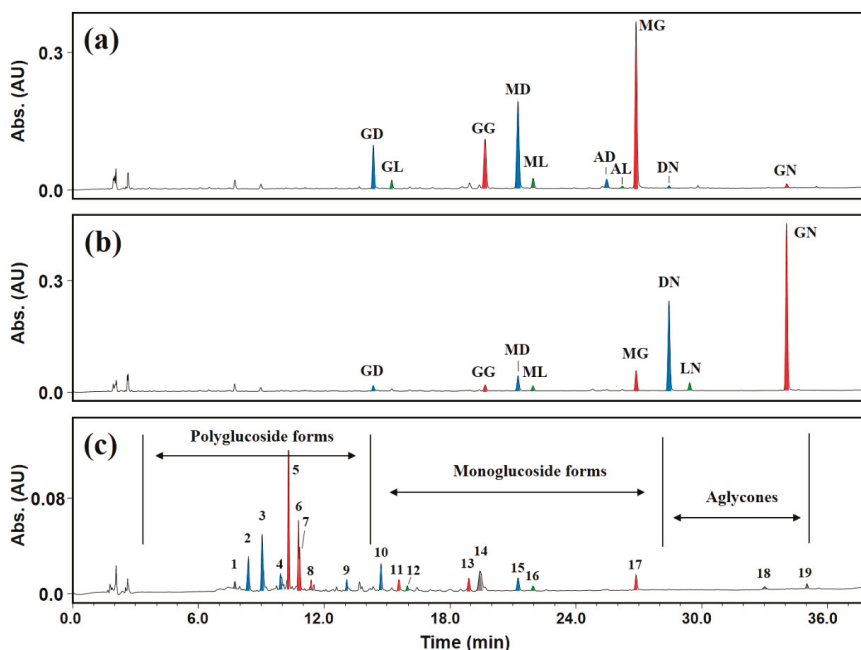 (a)
MG
0.3
Abs. (AU)
MD
GG
GD
GL
ML
AD
AL
DN
GN
0.0
(b)
GN
0.3
Abs. (AU)
DN
MD
MG
GD
GG
ML
LN
0.0
(c)
Polyglucoside forms
Monoglucoside forms
Aglycones
0.08
Abs. (AU)
1
2
3
4
5
6
7
8
9
10
11
12
13
14
15
16
17
18
19
0.0
0.0 12.0 18.0 24.0 30.0 36.0
Time (min)